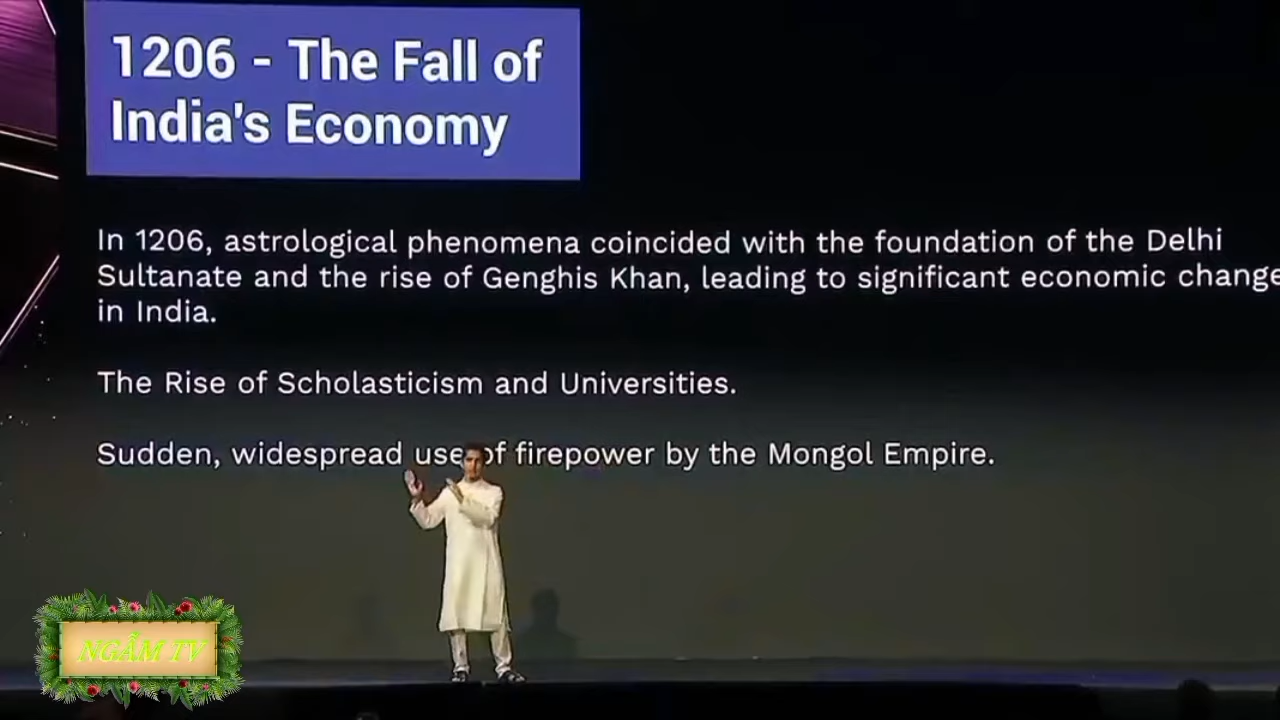 1206 - The Fall of
India's Economy
In 1206, astrological phenomena coincided with the foundation of the Delhi
Sultanate and the rise of Genghis Khan, leading to significant economic change
in India.
The Rise of Scholasticism and Universities.
Sudden, widespread use of firepower by the Mongol Empire.
NGẪM TV